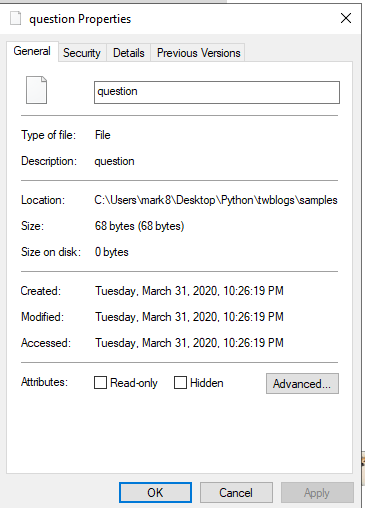 question Properties
General Security Details Previous Versions
question
Type of file: File
Description: question
Location: C:\Users\mark8\Desktop\Python\twblogs\samples
Size: 68 bytes (68 bytes)
Size on disk: 0 bytes
Created: Tuesday, March 31, 2020, 10:26:19 PM
Modified: Tuesday, March 31, 2020, 10:26:19 PM
Accessed: Tuesday, March 31, 2020, 10:26:19 PM
Attributes: Read-only Hidden Advanced...
OK Cancel Apply